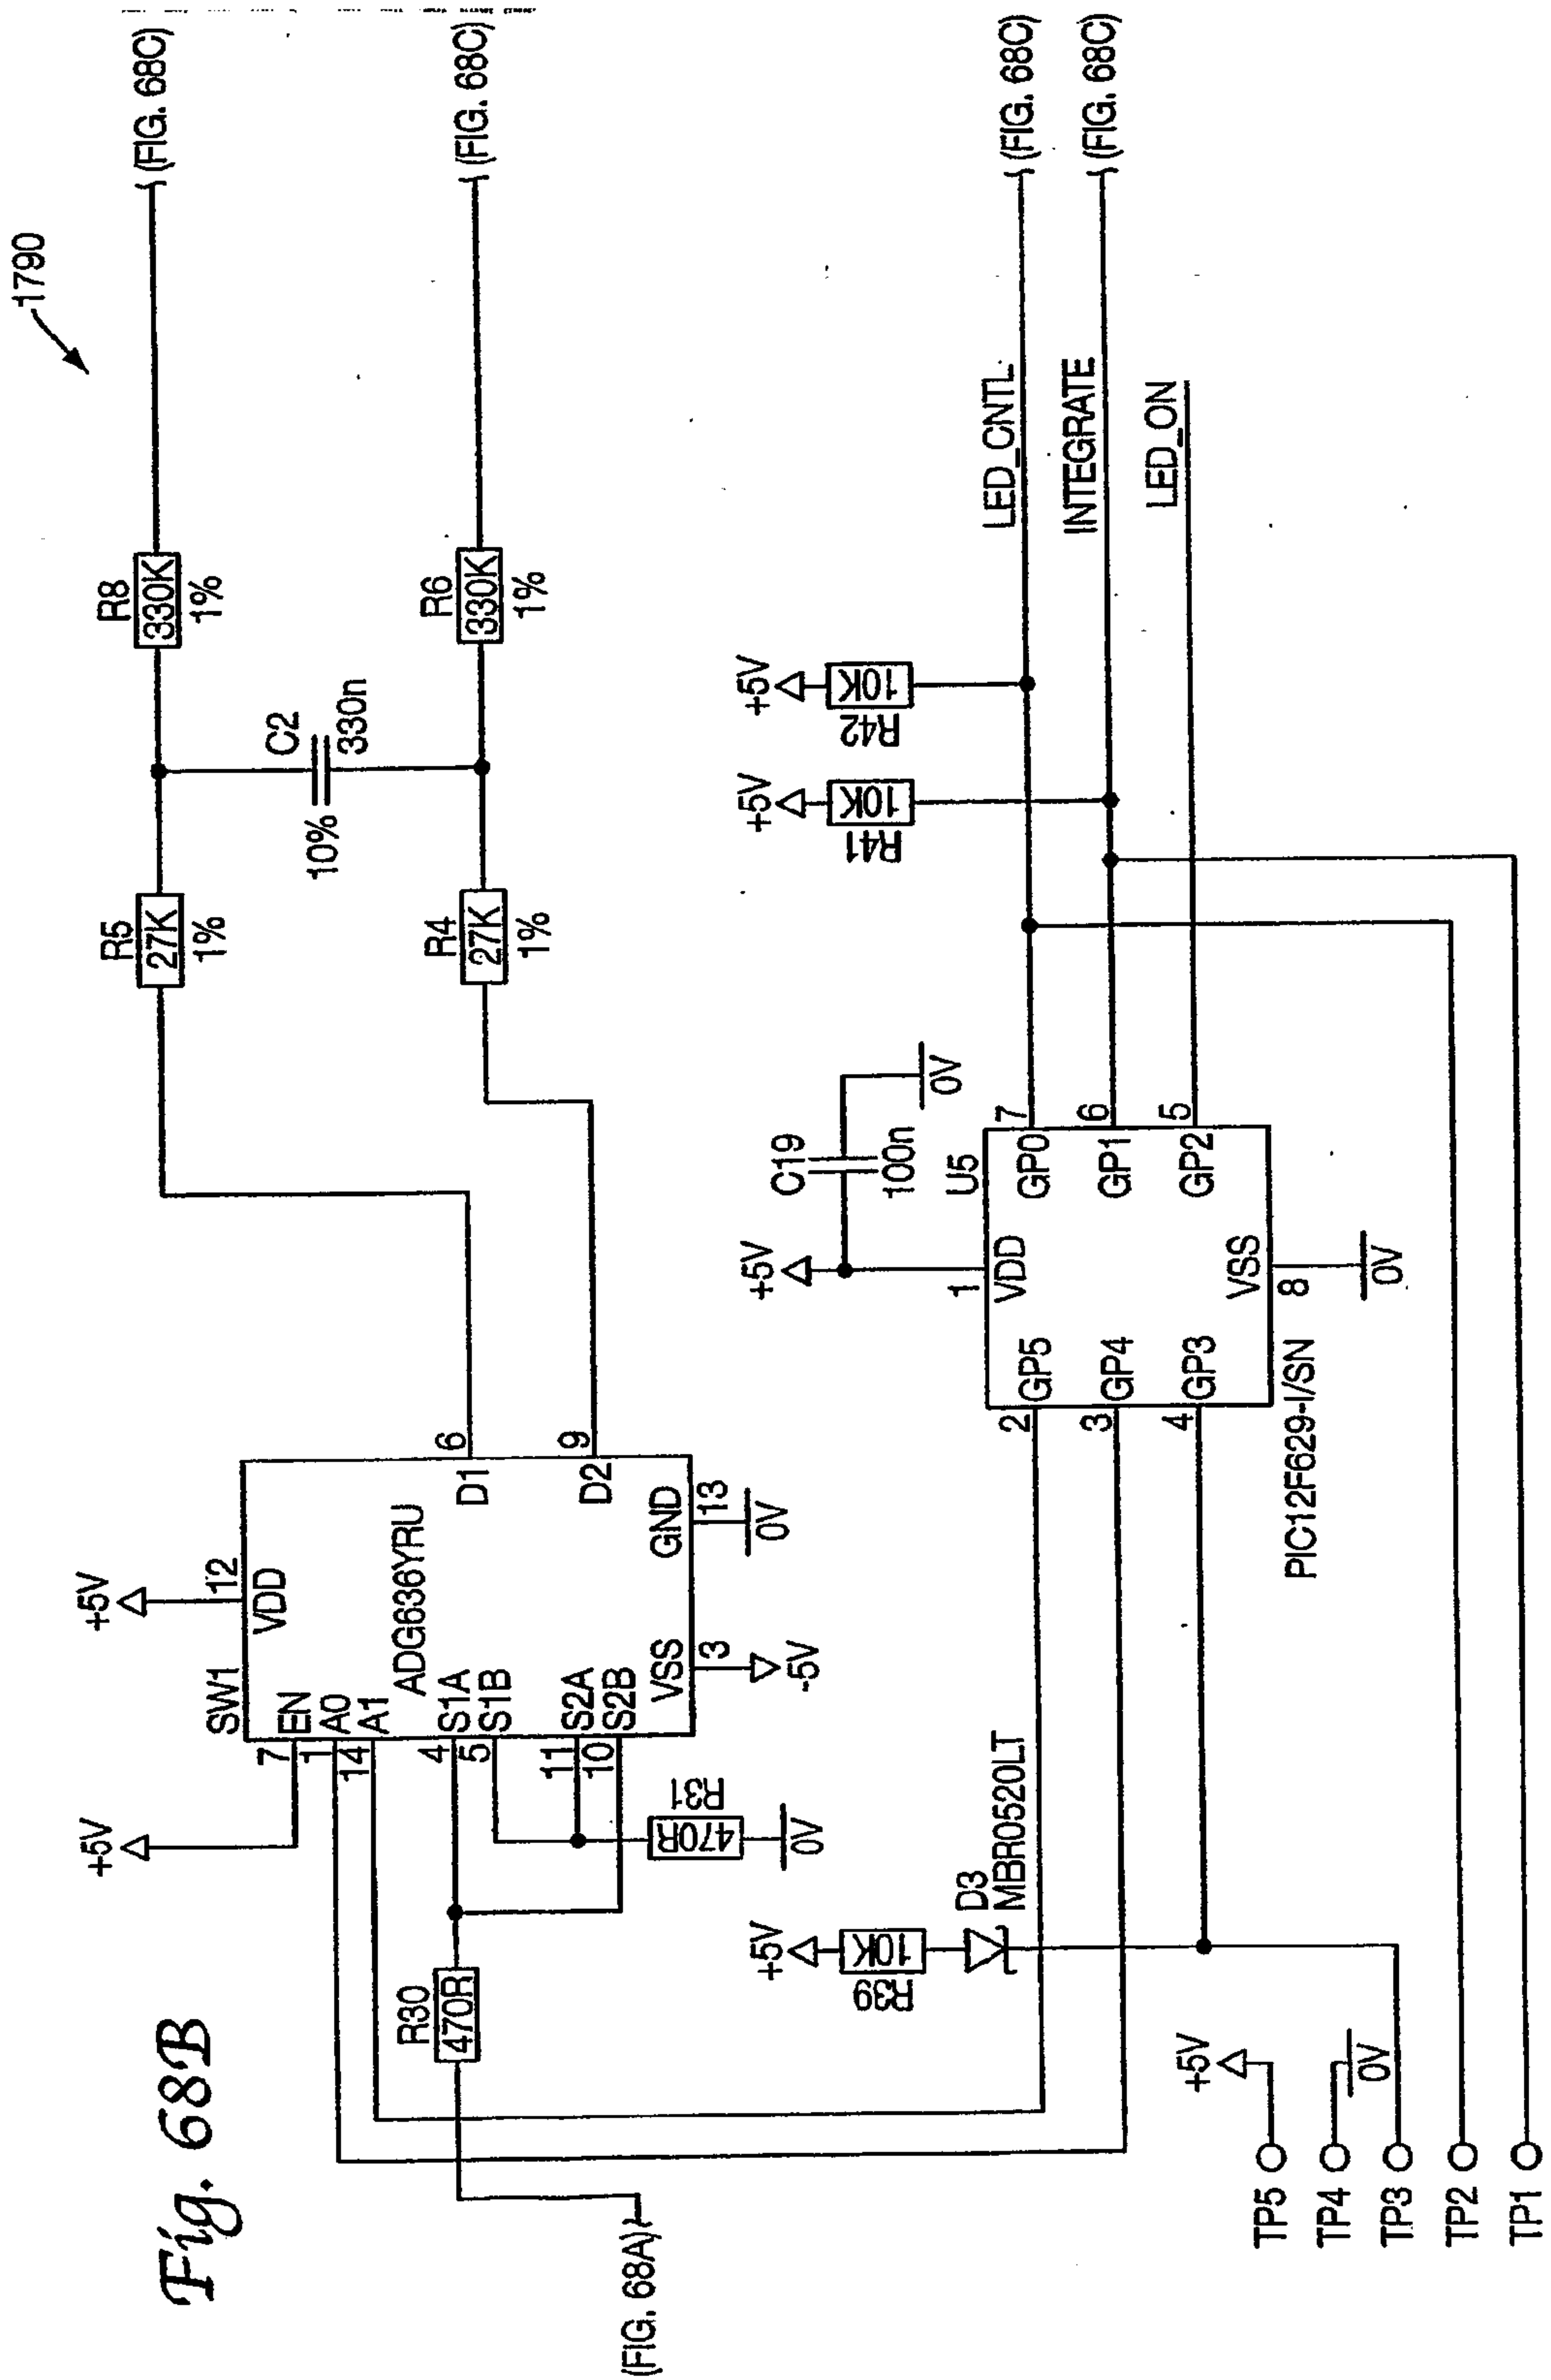 Fig. 68B
1790
(FIG. 68A)
(FIG. 68C)
(FIG. 68C)
+5V
+5V
SW1
7
EN
12
VDD
1
A0
14
A1
ADG636YRU
4
S1A
5
S1B
11
S2A
10
S2B
D1
6
D2
9
VSS
3
-5V
GND
13
0V
R30
470R
R31
470R
0V
R5
27K
1%
R8
330K
1%
C2
10%
330n
R4
27K
1%
R6
330K
1%
+5V
R39
10K
D3
MBR0520LT
+5V
C19
100n
0V
U5
1
VDD
2
GP5
3
GP4
4
GP3
GP0
7
GP1
6
GP2
5
VSS
8
0V
PIC12F629-I/SN
+5V
R41
10K
+5V
R42
10K
LED_CNTL
(FIG. 68C)
INTEGRATE
(FIG. 68C)
LED_ON
+5V
0V
TP5
TP4
TP3
TP2
TP1